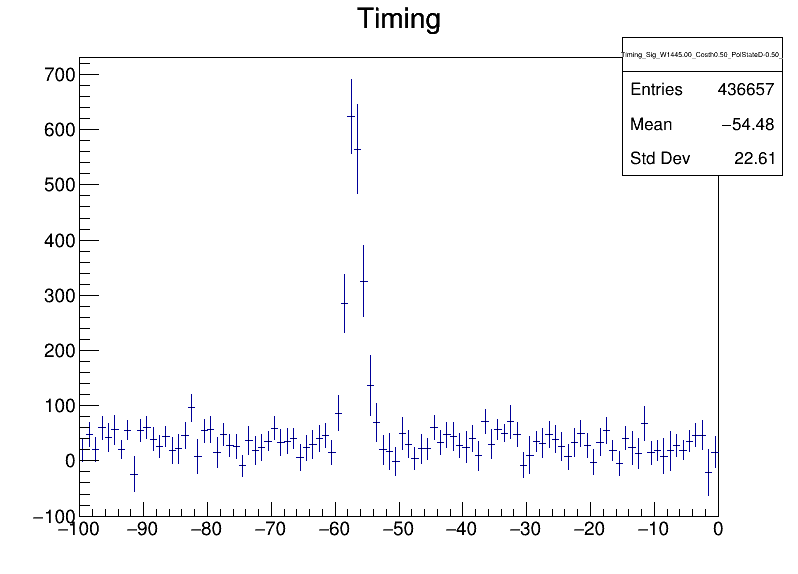 Timing
Timing_Sig_W1445.00_Costh0.50_PolStateD-0.50_
Entries 436657
Mean −54.48
Std Dev 22.61
700
600
500
400
300
200
100
0
−100
−100 −90 −80 −70 −60 −50 −40 −30 −20 −10 0